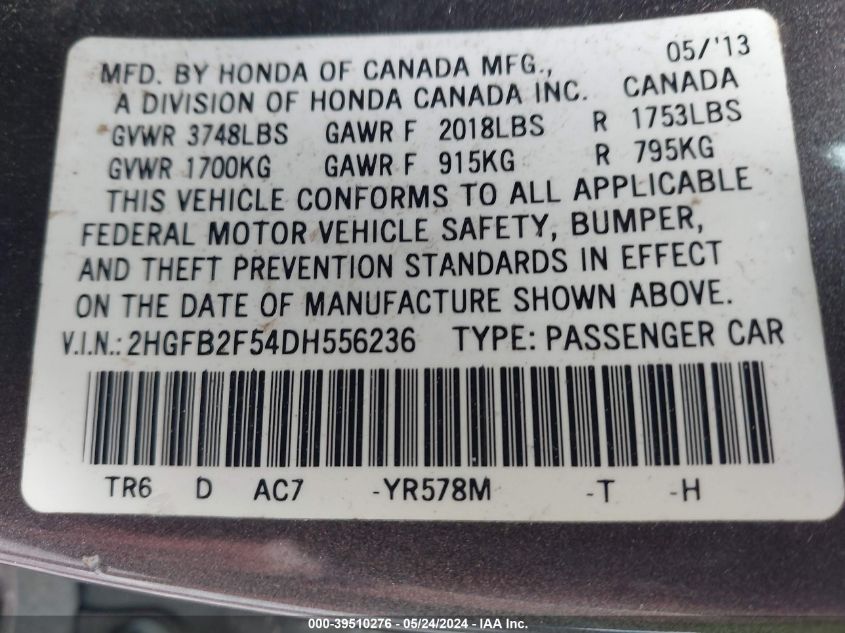 05/'13
MFD. BY HONDA OF CANADA MFG.,
A DIVISION OF HONDA CANADA INC. CANADA
GVWR 3748LBS GAWR F 2018LBS R 1753LBS
GVWR 1700KG GAWR F 915KG R 795KG
THIS VEHICLE CONFORMS TO ALL APPLICABLE
FEDERAL MOTOR VEHICLE SAFETY, BUMPER,
AND THEFT PREVENTION STANDARDS IN EFFECT
ON THE DATE OF MANUFACTURE SHOWN ABOVE.
V.I.N.: 2HGFB2F54DH556236 TYPE: PASSENGER CAR
TR6 D AC7 -YR578M -T -H
000-39510276 - 05/24/2024 - IAA Inc.